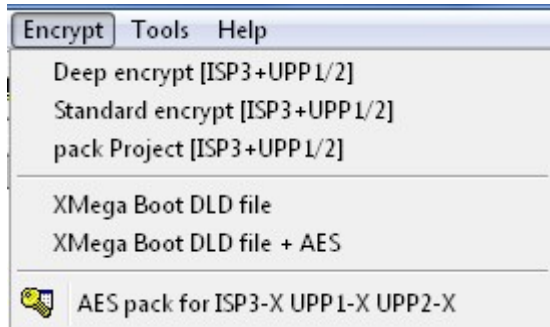 Encrypt Tools Help
Deep encrypt [ISP3+UPP1/2]
Standard encrypt [ISP3+UPP1/2]
pack Project [ISP3+UPP1/2]
XMega Boot DLD file
XMega Boot DLD file + AES
AES pack for ISP3-X UPP1-X UPP2-X